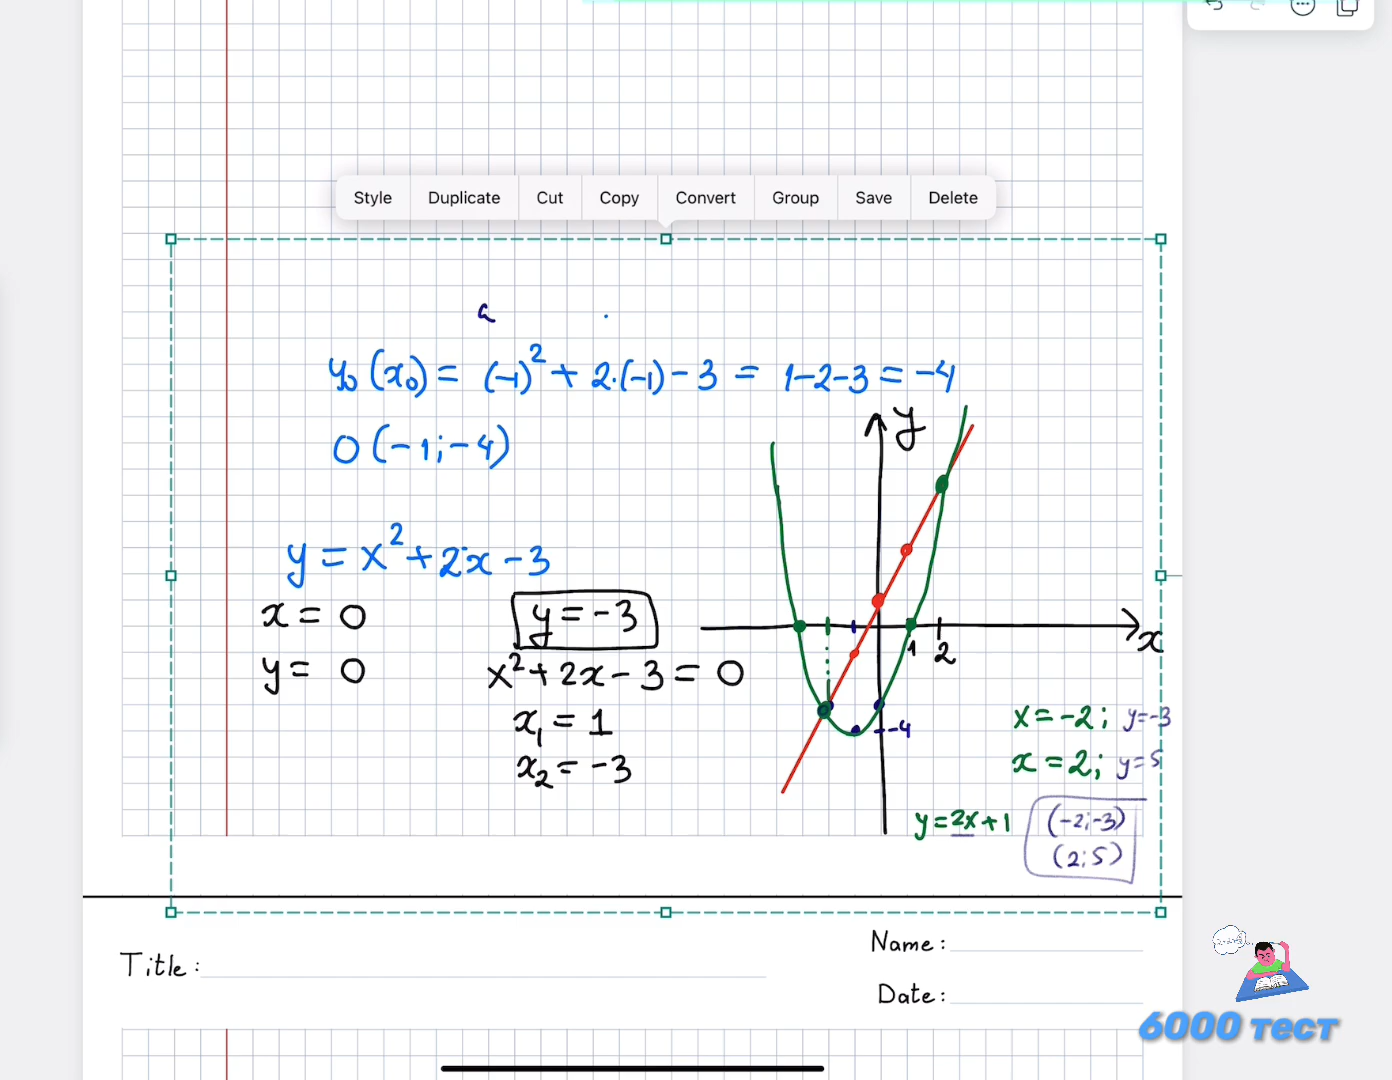 Style Duplicate Cut Copy Convert Group Save Delete
a
y₀(x₀) = (-1)² + 2·(-1) - 3 = 1-2-3 = -4
O(-1;-4)
y
y = x² + 2x - 3
x = 0
y = -3
y = 0
x² + 2x - 3 = 0
x₁ = 1
x₂ = -3
1 2
x
-4
x = -2; y=-3
x = 2; y=5
y = 2x + 1
(-2;-3)
(2;5)
Title:
Name:
Date:
6000 тест